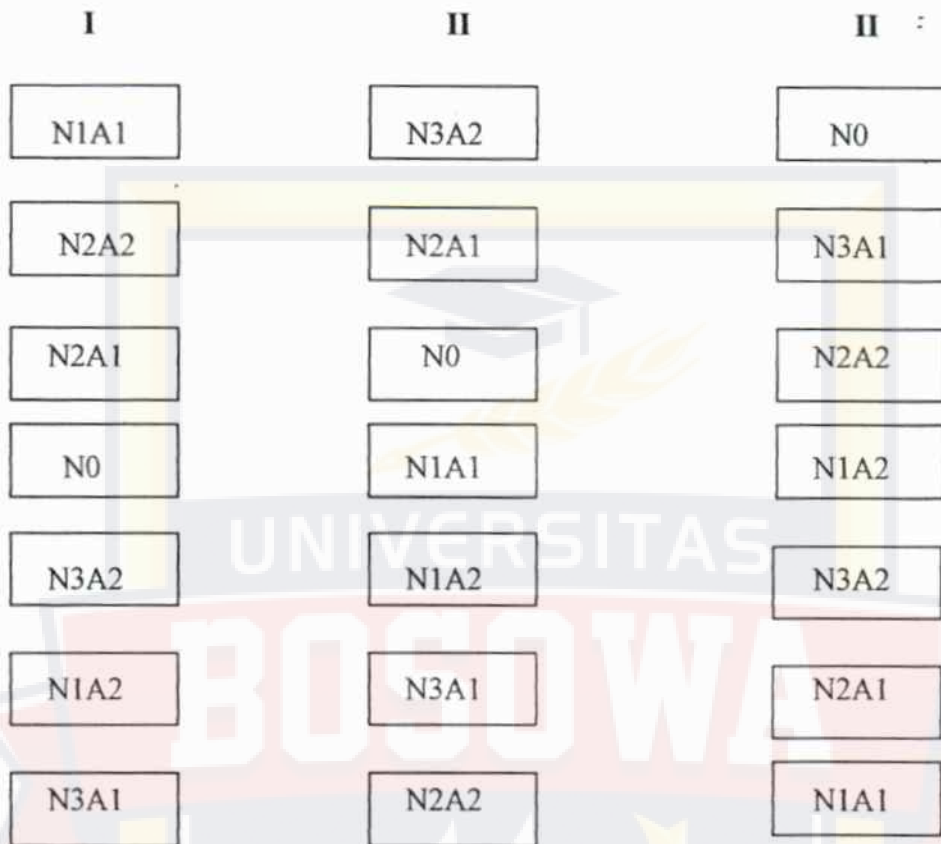 I II II :
N1A1 N3A2 N0
N2A2 N2A1 N3A1
N2A1 N0 N2A2
N0 N1A1 N1A2
UNIVERSITAS
N3A2 N1A2 N3A2
BOSOWA
N1A2 N3A1 N2A1
N3A1 N2A2 N1A1